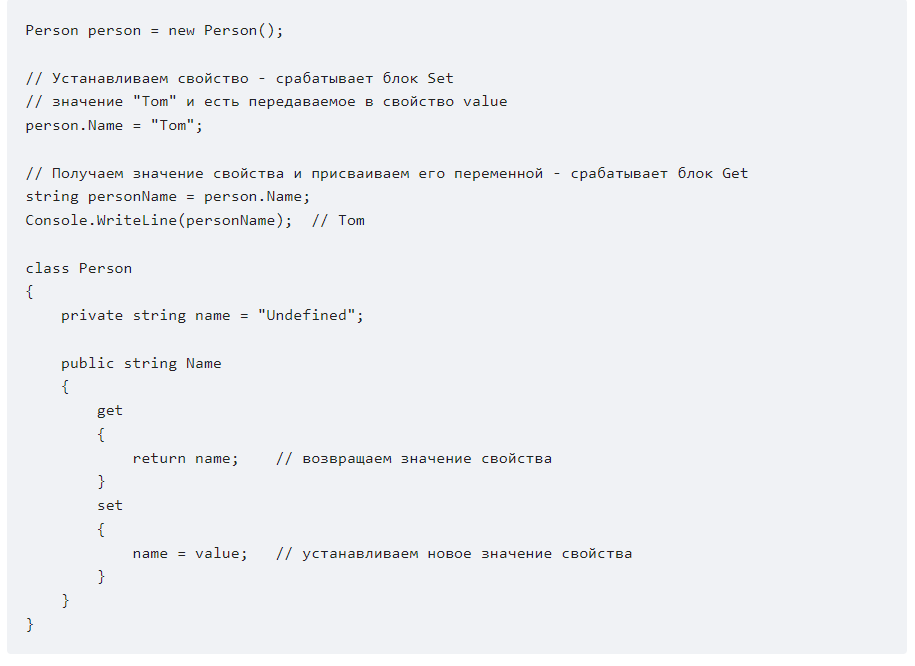 Person person = new Person();
// Устанавливаем свойство - срабатывает блок Set
// значение "Tom" и есть передаваемое в свойство value
person.Name = "Tom";
// Получаем значение свойства и присваиваем его переменной - срабатывает блок Get
string personName = person.Name;
Console.WriteLine(personName);  // Tom
class Person
{
    private string name = "Undefined";
    public string Name
    {
        get
        {
            return name;    // возвращаем значение свойства
        }
        set
        {
            name = value;   // устанавливаем новое значение свойства
        }
    }
}